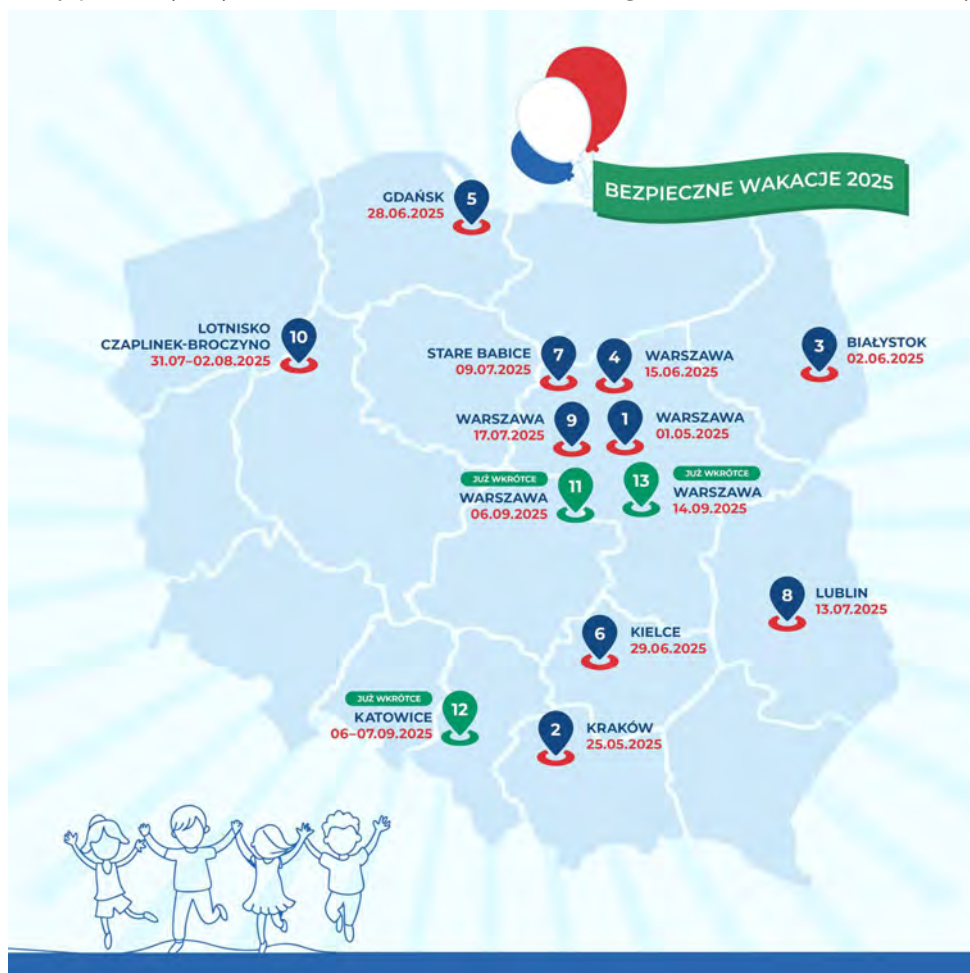 BEZPIECZNE WAKACJE 2025
GDAŃSK
28.06.2025
5
LOTNISKO
CZAPLINEK-BROCZYNO
31.07–02.08.2025
10
STARE BABICE
09.07.2025
7
4
WARSZAWA
15.06.2025
3
BIAŁYSTOK
02.06.2025
WARSZAWA
17.07.2025
9
1
WARSZAWA
01.05.2025
JUŻ WKRÓTCE
WARSZAWA
06.09.2025
11
13
JUŻ WKRÓTCE
WARSZAWA
14.09.2025
8
LUBLIN
13.07.2025
6
KIELCE
29.06.2025
JUŻ WKRÓTCE
KATOWICE
06–07.09.2025
12
2
KRAKÓW
25.05.2025